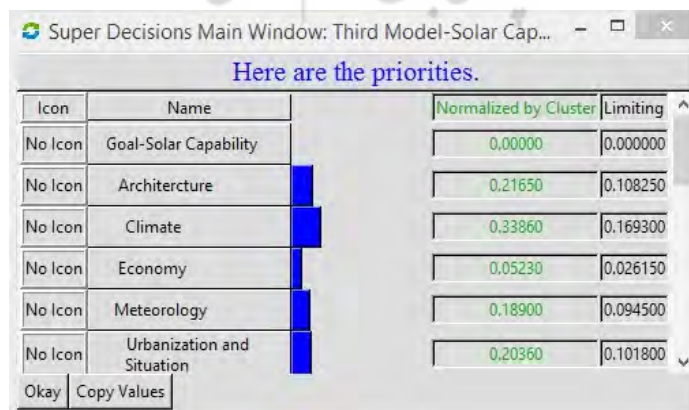 Super Decisions Main Window: Third Model-Solar Cap...
Here are the priorities.
Icon Name Normalized by Cluster Limiting
No Icon Goal-Solar Capability 0.00000 0.000000
No Icon Architercture 0.21650 0.108250
No Icon Climate 0.33860 0.169300
No Icon Economy 0.05230 0.026150
No Icon Meteorology 0.18900 0.094500
No Icon Urbanization and Situation 0.20360 0.101800
Okay Copy Values